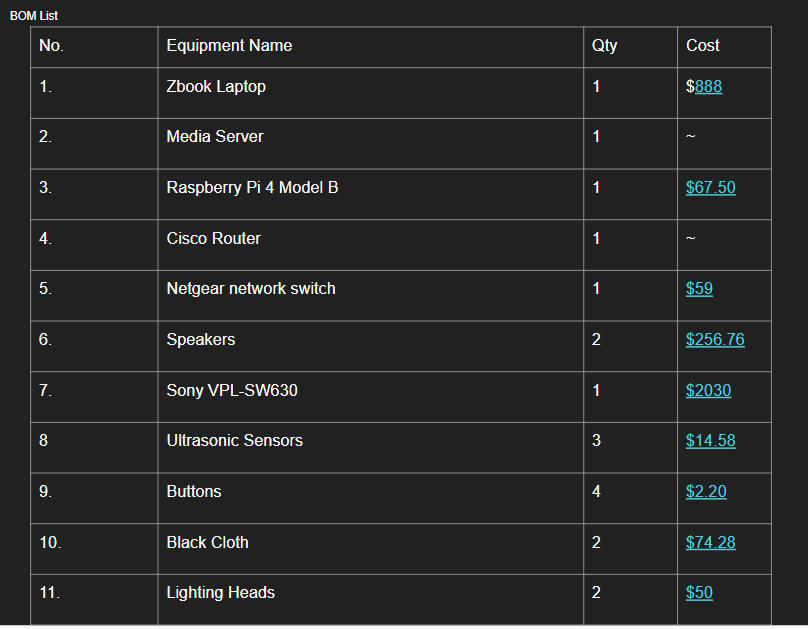 BOM List
No. Equipment Name Qty Cost
1. Zbook Laptop 1 $888
2. Media Server 1 ~
3. Raspberry Pi 4 Model B 1 $67.50
4. Cisco Router 1 ~
5. Netgear network switch 1 $59
6. Speakers 2 $256.76
7. Sony VPL-SW630 1 $2030
8 Ultrasonic Sensors 3 $14.58
9. Buttons 4 $2.20
10. Black Cloth 2 $74.28
11. Lighting Heads 2 $50